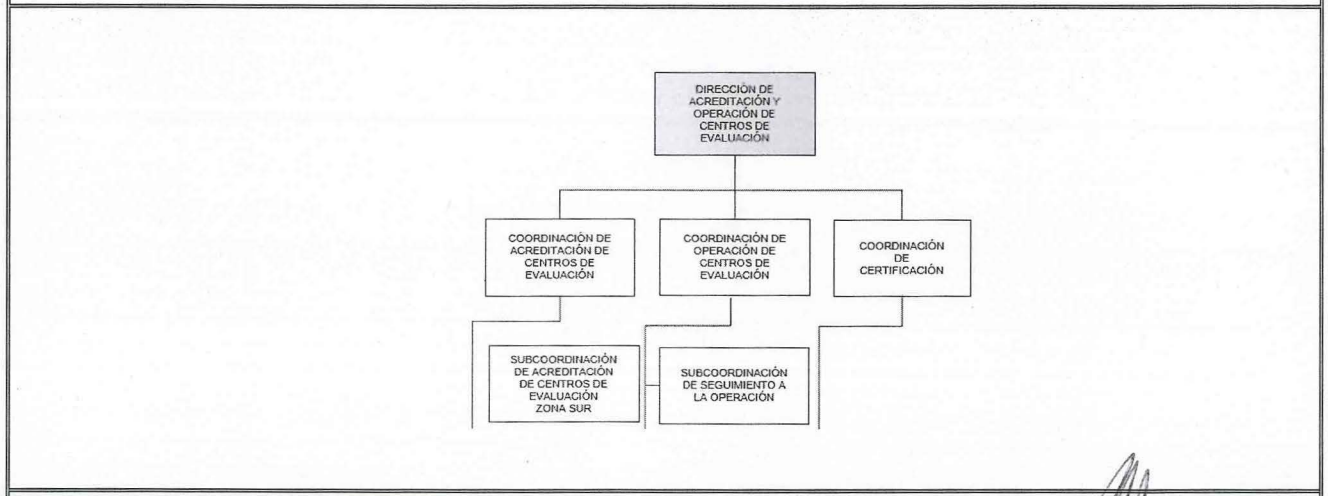 DIRECCIÓN DE
ACREDITACIÓN Y
OPERACIÓN DE
CENTROS DE
EVALUACIÓN
COORDINACIÓN DE
ACREDITACIÓN DE
CENTROS DE
EVALUACIÓN
COORDINACIÓN DE
OPERACIÓN DE
CENTROS DE
EVALUACIÓN
COORDINACIÓN
DE
CERTIFICACIÓN
SUBCOORDINACIÓN
DE ACREDITACIÓN
DE CENTROS DE
EVALUACIÓN
ZONA SUR
SUBCOORDINACIÓN
DE SEGUIMIENTO A
LA OPERACIÓN